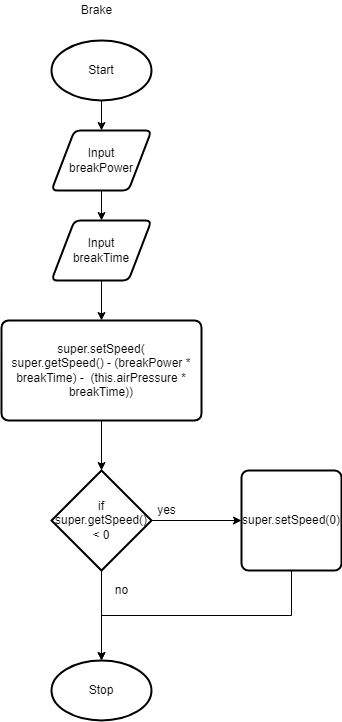 Brake
Start
Input
breakPower
Input
breakTime
super.setSpeed(
super.getSpeed() - (breakPower *
breakTime) - (this.airPressure *
breakTime))
if
super.getSpeed()
< 0
yes
super.setSpeed(0)
no
Stop